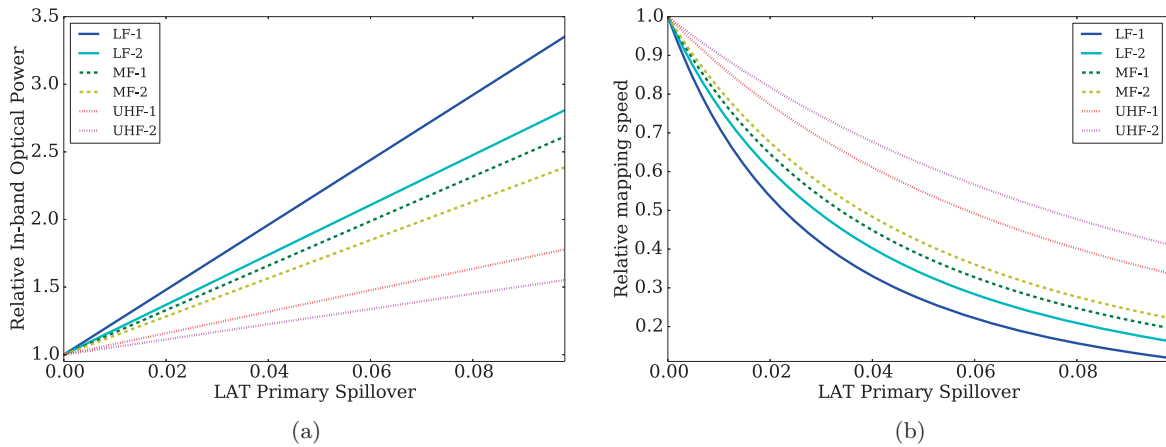 3.5
3.0
2.5
2.0
1.5
1.0
Relative In-band Optical Power
LF-1
LF-2
MF-1
MF-2
UHF-1
UHF-2
0.00
0.02
0.04
0.06
0.08
LAT Primary Spillover
(a)
1.0
0.9
0.8
0.7
0.6
0.5
0.4
0.3
0.2
Relative mapping speed
LF-1
LF-2
MF-1
MF-2
UHF-1
UHF-2
0.00
0.02
0.04
0.06
0.08
LAT Primary Spillover
(b)